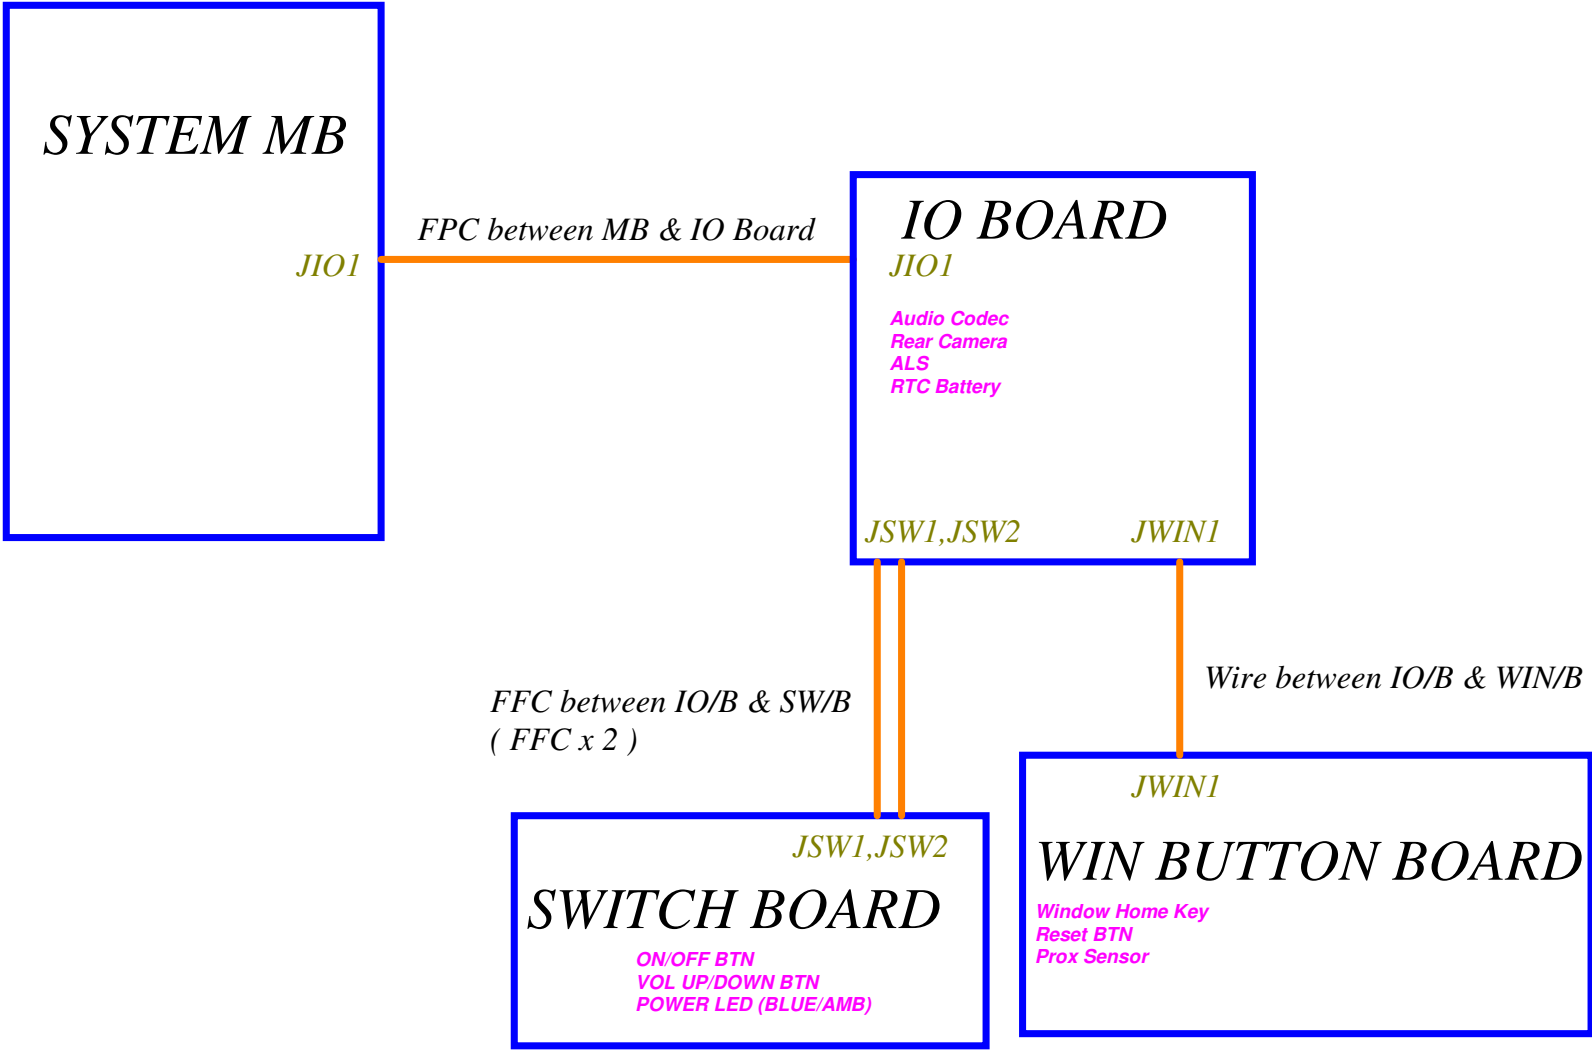 SYSTEM MB
JIO1
FPC between MB & IO Board
IO BOARD
JIO1
Audio Codec
Rear Camera
ALS
RTC Battery
JSW1,JSW2
JWIN1
FFC between IO/B & SW/B
( FFC x 2 )
Wire between IO/B & WIN/B
JSW1,JSW2
SWITCH BOARD
ON/OFF BTN
VOL UP/DOWN BTN
POWER LED (BLUE/AMB)
JWIN1
WIN BUTTON BOARD
Window Home Key
Reset BTN
Prox Sensor